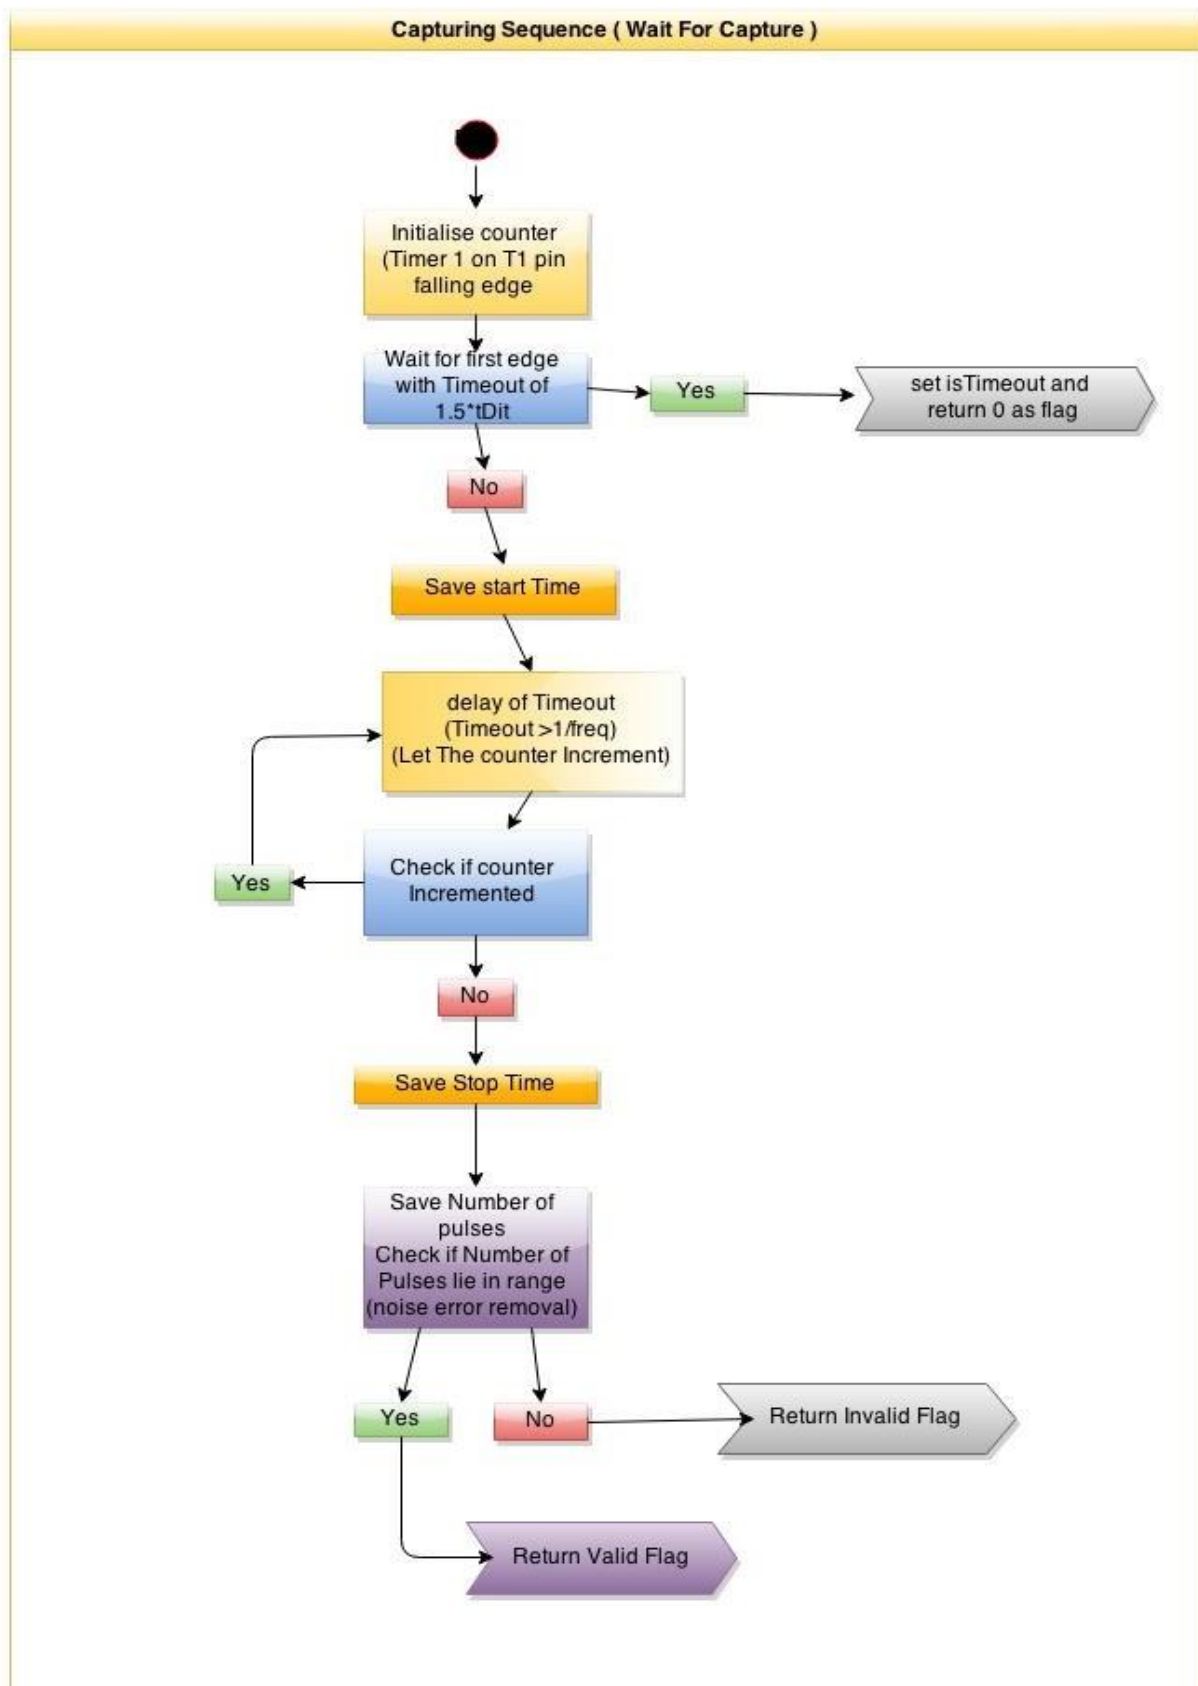 Capturing Sequence ( Wait For Capture )
Initialise counter
(Timer 1 on T1 pin
falling edge
Wait for first edge
with Timeout of
1.5*tDit
Yes
set isTimeout and
return 0 as flag
No
Save start Time
delay of Timeout
(Timeout >1/freq)
(Let The counter Increment)
Check if counter
Incremented
Yes
No
Save Stop Time
Save Number of
pulses
Check if Number of
Pulses lie in range
(noise error removal)
Yes
No
Return Invalid Flag
Return Valid Flag